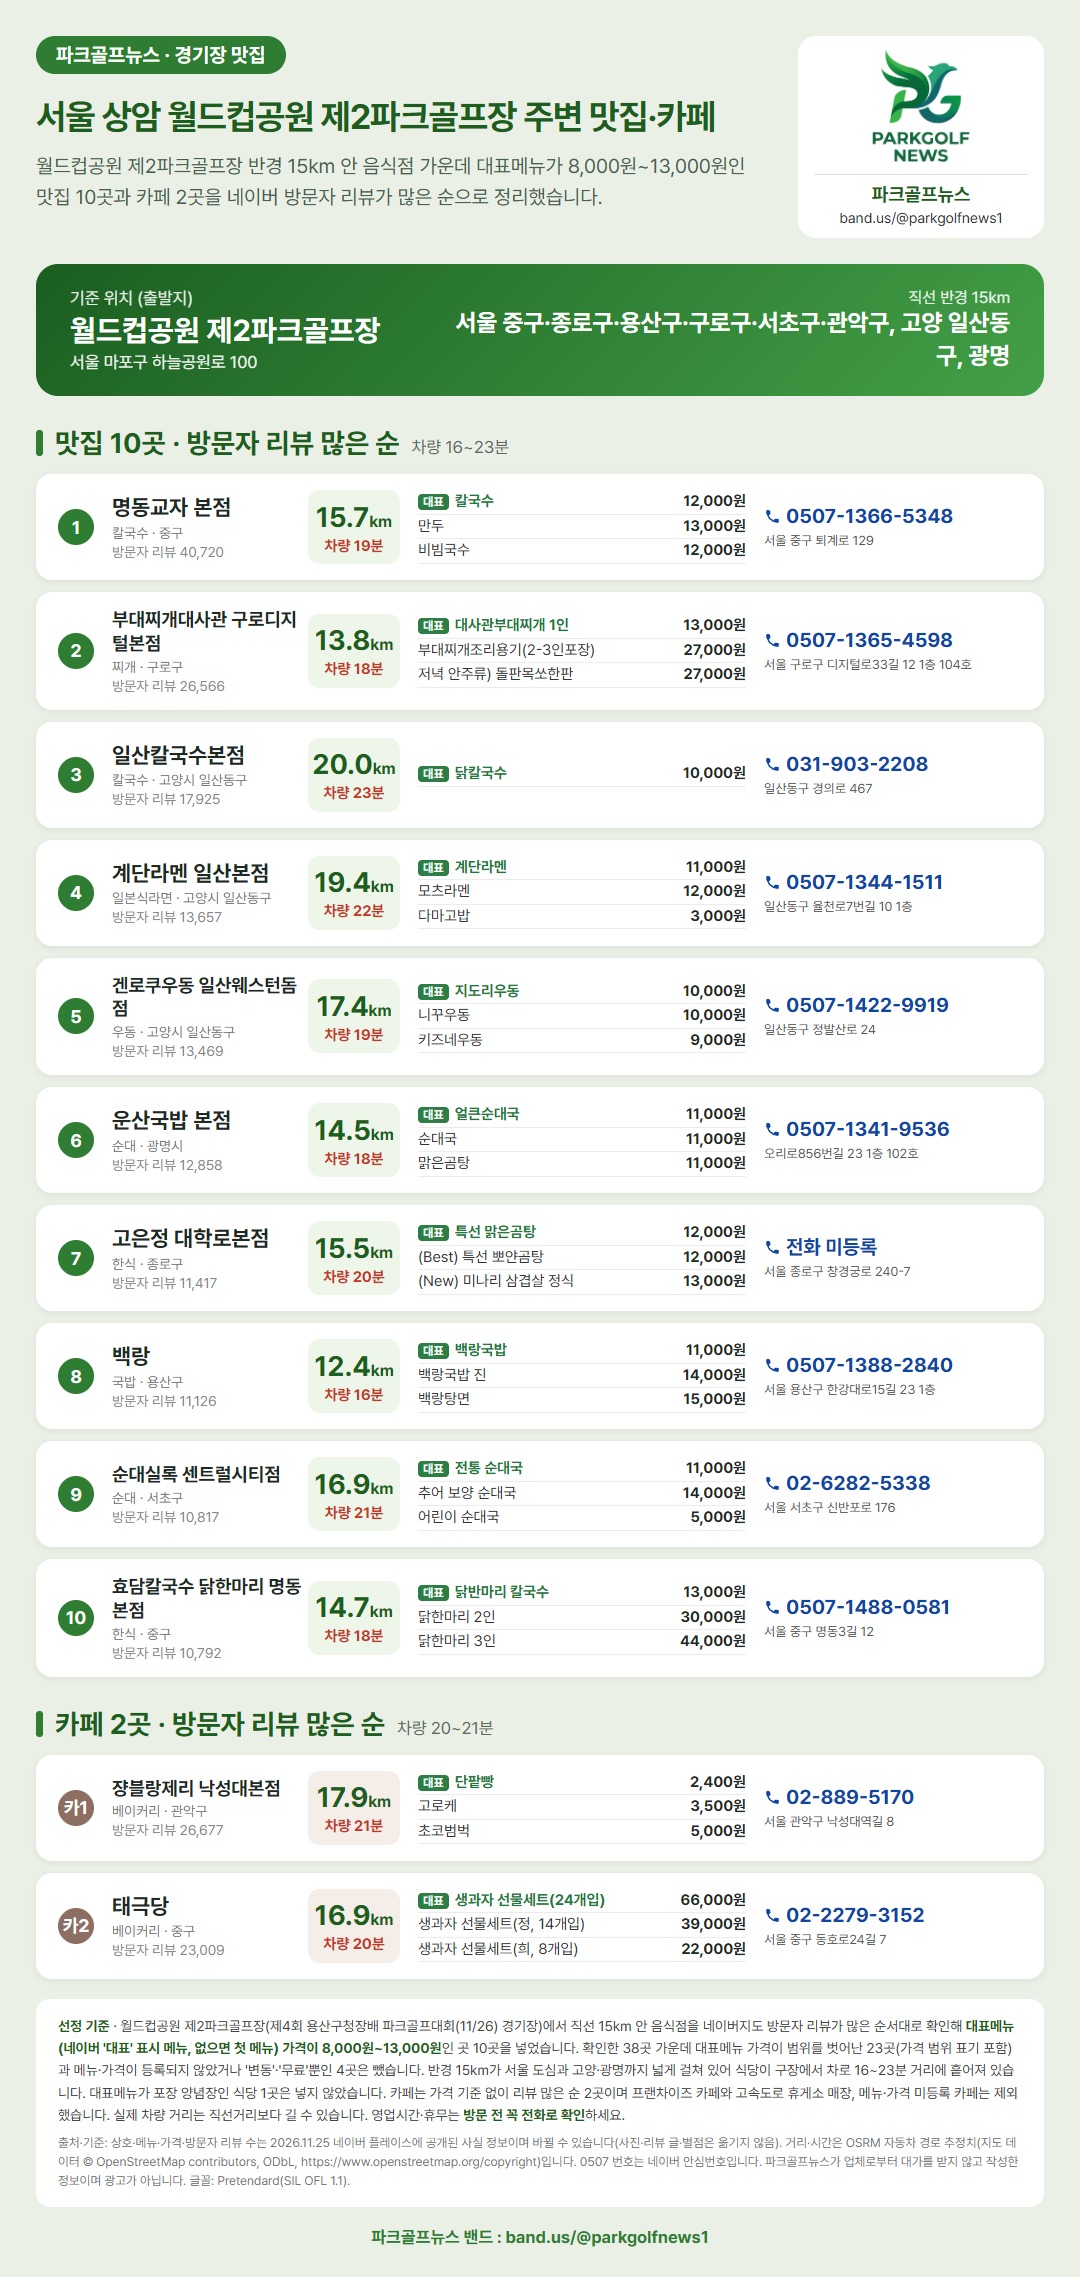 파크골프뉴스 · 경기장 맛집
서울 상암 월드컵공원 제2파크골프장 주변 맛집·카페
월드컵공원 제2파크골프장 반경 15km 안 음식점 가운데 대표메뉴가 8,000원~13,000원인
맛집 10곳과 카페 2곳을 네이버 방문자 리뷰가 많은 순으로 정리했습니다.
PG
PARKGOLF
NEWS
파크골프뉴스
band.us/@parkgolfnews1
기준 위치 (출발지)
월드컵공원 제2파크골프장
서울 마포구 하늘공원로 100
직선 반경 15km
서울 중구·종로구·용산구·구로구·서초구·관악구, 고양 일산동
구, 광명
맛집 10곳 · 방문자 리뷰 많은 순 차량 16~23분
1
명동교자 본점
칼국수 · 중구
방문자 리뷰 40,720
15.7km
차량 19분
대표 칼국수 12,000원
만두 13,000원
비빔국수 12,000원
0507-1366-5348
서울 중구 퇴계로 129
2
부대찌개대사관 구로디지
털본점
찌개 · 구로구
방문자 리뷰 26,566
13.8km
차량 18분
대표 대사관부대찌개 1인 13,000원
부대찌개조리용기(2-3인포장) 27,000원
저녁 안주류) 돌판목쏘한판 27,000원
0507-1365-4598
서울 구로구 디지털로33길 12 1층 104호
3
일산칼국수본점
칼국수 · 고양시 일산동구
방문자 리뷰 17,925
20.0km
차량 23분
대표 닭칼국수 10,000원
031-903-2208
일산동구 경의로 467
4
계단라멘 일산본점
일본식라면 · 고양시 일산동구
방문자 리뷰 13,657
19.4km
차량 22분
대표 계단라멘 11,000원
모츠라멘 12,000원
다마고밥 3,000원
0507-1344-1511
일산동구 율천로7번길 10 1층
5
겐로쿠우동 일산웨스턴돔
점
우동 · 고양시 일산동구
방문자 리뷰 13,469
17.4km
차량 19분
대표 지도리우동 10,000원
니꾸우동 10,000원
키즈네우동 9,000원
0507-1422-9919
일산동구 정발산로 24
6
운산국밥 본점
순대 · 광명시
방문자 리뷰 12,858
14.5km
차량 18분
대표 얼큰순대국 11,000원
순대국 11,000원
맑은곰탕 11,000원
0507-1341-9536
오리로856번길 23 1층 102호
7
고은정 대학로본점
한식 · 종로구
방문자 리뷰 11,417
15.5km
차량 20분
대표 특선 맑은곰탕 12,000원
(Best) 특선 뽀얀곰탕 12,000원
(New) 미나리 삼겹살 정식 13,000원
전화 미등록
서울 종로구 창경궁로 240-7
8
백랑
국밥 · 용산구
방문자 리뷰 11,126
12.4km
차량 16분
대표 백랑국밥 11,000원
백랑국밥 진 14,000원
백랑탕면 15,000원
0507-1388-2840
서울 용산구 한강대로15길 23 1층
9
순대실록 센트럴시티점
순대 · 서초구
방문자 리뷰 10,817
16.9km
차량 21분
대표 전통 순대국 11,000원
추어 보양 순대국 14,000원
어린이 순대국 5,000원
02-6282-5338
서울 서초구 신반포로 176
10
효담칼국수 닭한마리 명동
본점
한식 · 중구
방문자 리뷰 10,792
14.7km
차량 18분
대표 닭반마리 칼국수 13,000원
닭한마리 2인 30,000원
닭한마리 3인 44,000원
0507-1488-0581
서울 중구 명동3길 12
카페 2곳 · 방문자 리뷰 많은 순 차량 20~21분
카1
쟝블랑제리 낙성대본점
베이커리 · 관악구
방문자 리뷰 26,677
17.9km
차량 21분
대표 단팥빵 2,400원
고로케 3,500원
초코범벅 5,000원
02-889-5170
서울 관악구 낙성대역길 8
카2
태극당
베이커리 · 중구
방문자 리뷰 23,009
16.9km
차량 20분
대표 생과자 선물세트(24개입) 66,000원
생과자 선물세트(정, 14개입) 39,000원
생과자 선물세트(희, 8개입) 22,000원
02-2279-3152
서울 중구 동호로24길 7
선정 기준 · 월드컵공원 제2파크골프장(제4회 용산구청장배 파크골프대회(11/26) 경기장)에서 직선 15km 안 음식점을 네이버지도 방문자 리뷰가 많은 순서대로 확인해 대표메뉴
(네이버 '대표' 표시 메뉴, 없으면 첫 메뉴) 가격이 8,000원~13,000원인 곳 10곳을 넣었습니다. 확인한 38곳 가운데 대표메뉴 가격이 범위를 벗어난 23곳(가격 범위 표기 포함)
과 메뉴·가격이 등록되지 않았거나 '변동'·'무료'뿐인 4곳은 뺐습니다. 반경 15km가 서울 도심과 고양·광명까지 넓게 걸쳐 있어 식당이 구장에서 차로 16~23분 거리에 흩어져 있습
니다. 대표메뉴가 포장 양념장인 식당 1곳은 넣지 않았습니다. 카페는 가격 기준 없이 리뷰 많은 순 2곳이며 프랜차이즈 카페와 고속도로 휴게소 매장, 메뉴·가격 미등록 카페는 제외
했습니다. 실제 차량 거리는 직선거리보다 길 수 있습니다. 영업시간·휴무는 방문 전 꼭 전화로 확인하세요.
출처·기준: 상호·메뉴·가격·방문자 리뷰 수는 2026.11.25 네이버 플레이스에 공개된 사실 정보이며 바뀔 수 있습니다(사진·리뷰 글·별점은 옮기지 않음). 거리·시간은 OSRM 자동차 경로 추정치(지도 데
이터 © OpenStreetMap contributors, ODbL, https://www.openstreetmap.org/copyright)입니다. 0507 번호는 네이버 안심번호입니다. 파크골프뉴스가 업체로부터 대가를 받지 않고 작성한
정보이며 광고가 아닙니다. 글꼴: Pretendard(SIL OFL 1.1).
파크골프뉴스 밴드 : band.us/@parkgolfnews1